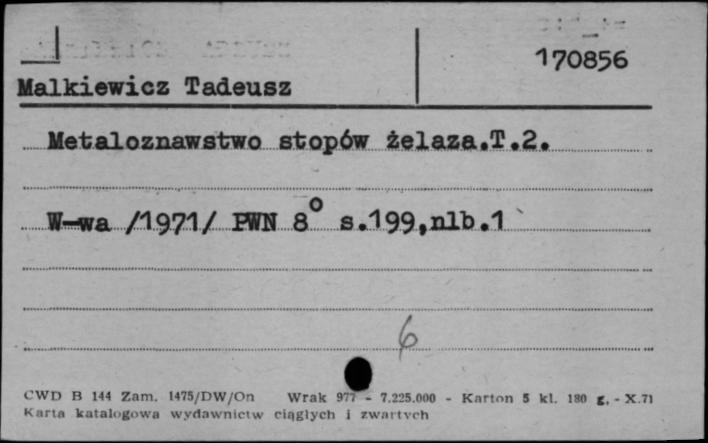 170856
Malkiewicz Tadeusz
Metaloznawstwo stopów żelaza.T.2.
W-wa /1971/ PWN 8° s.199,nlb.1
6
CWD B 144 Zam. 1475/DW/On Wrak 977 - 7.225.000 - Karton 5 kl. 180 g. - X.71
Karta katalogowa wydawnictw ciągłych i zwartych